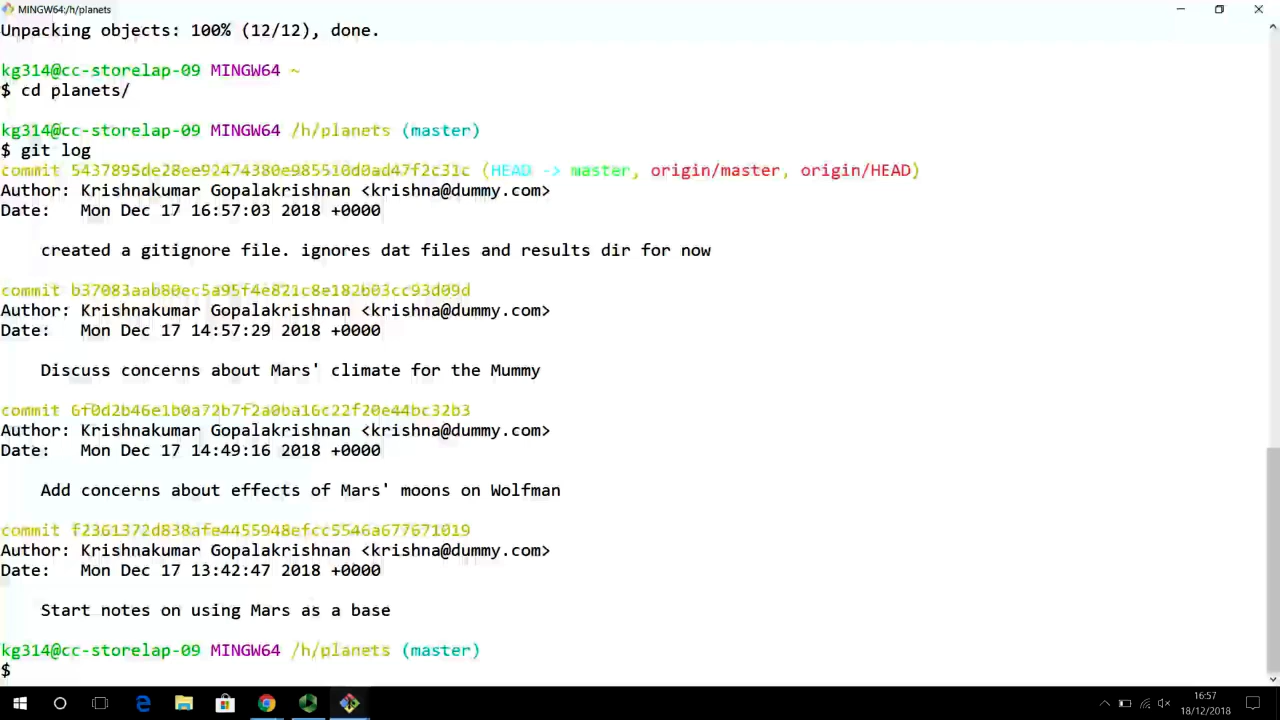 MINGW64:/h/planets
Unpacking objects: 100% (12/12), done.
kg314@cc-storelap-09 MINGW64 ~
$ cd planets/
kg314@cc-storelap-09 MINGW64 /h/planets (master)
$ git log
commit 5437895de28ee92474380e985510d0ad47f2c31c (HEAD -> master, origin/master, origin/HEAD)
Author: Krishnakumar Gopalakrishnan <krishna@dummy.com>
Date:   Mon Dec 17 16:57:03 2018 +0000
created a gitignore file. ignores dat files and results dir for now
commit b37083aab80ec5a95f4e821c8e182b03cc93d09d
Author: Krishnakumar Gopalakrishnan <krishna@dummy.com>
Date:   Mon Dec 17 14:57:29 2018 +0000
Discuss concerns about Mars' climate for the Mummy
commit 6f0d2b46e1b0a72b7f2a0ba16c22f20e44bc32b3
Author: Krishnakumar Gopalakrishnan <krishna@dummy.com>
Date:   Mon Dec 17 14:49:16 2018 +0000
Add concerns about effects of Mars' moons on Wolfman
commit f2361372d838afe4455948efcc5546a677671019
Author: Krishnakumar Gopalakrishnan <krishna@dummy.com>
Date:   Mon Dec 17 13:42:47 2018 +0000
Start notes on using Mars as a base
kg314@cc-storelap-09 MINGW64 /h/planets (master)
$
16:57
18/12/2018